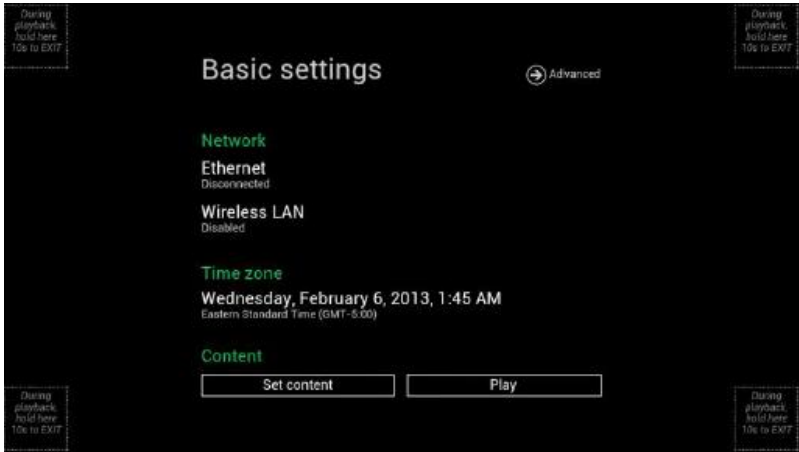 During
playback,
hold here
10s to EXIT
During
playback,
hold here
10s to EXIT
Basic settings
Advanced
Network
Ethernet
Disconnected
Wireless LAN
Disabled
Time zone
Wednesday, February 6, 2013, 1:45 AM
Eastern Standard Time (GMT-5:00)
Content
Set content
Play
During
playback,
hold here
10s to EXIT
During
playback,
hold here
10s to EXIT